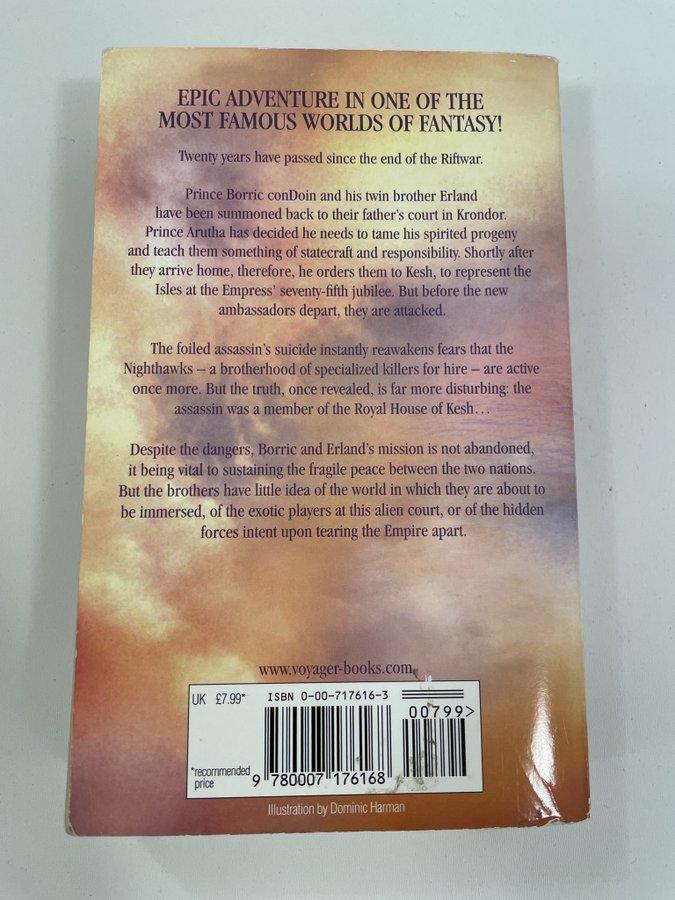 EPIC ADVENTURE IN ONE OF THE
MOST FAMOUS WORLDS OF FANTASY!
Twenty years have passed since the end of the Riftwar.
Prince Borric conDoin and his twin brother Erland
have been summoned back to their father's court in Krondor.
Prince Arutha has decided he needs to tame his spirited progeny
and teach them something of statecraft and responsibility. Shortly after
they arrive home, therefore, he orders them to Kesh, to represent the
Isles at the Empress' seventy-fifth jubilee. But before the new
ambassadors depart, they are attacked.
The foiled assassin's suicide instantly reawakens fears that the
Nighthawks – a brotherhood of specialized killers for hire – are active
once more. But the truth, once revealed, is far more disturbing: the
assassin was a member of the Royal House of Kesh…
Despite the dangers, Borric and Erland's mission is not abandoned,
it being vital to sustaining the fragile peace between the two nations.
But the brothers have little idea of the world in which they are about to
be immersed, of the exotic players at this alien court, or of the hidden
forces intent upon tearing the Empire apart.
www.voyager-books.com
UK £7.99*
ISBN 0-00-717616-3
00799>
*recommended
price
9 780007 176168
Illustration by Dominic Harman